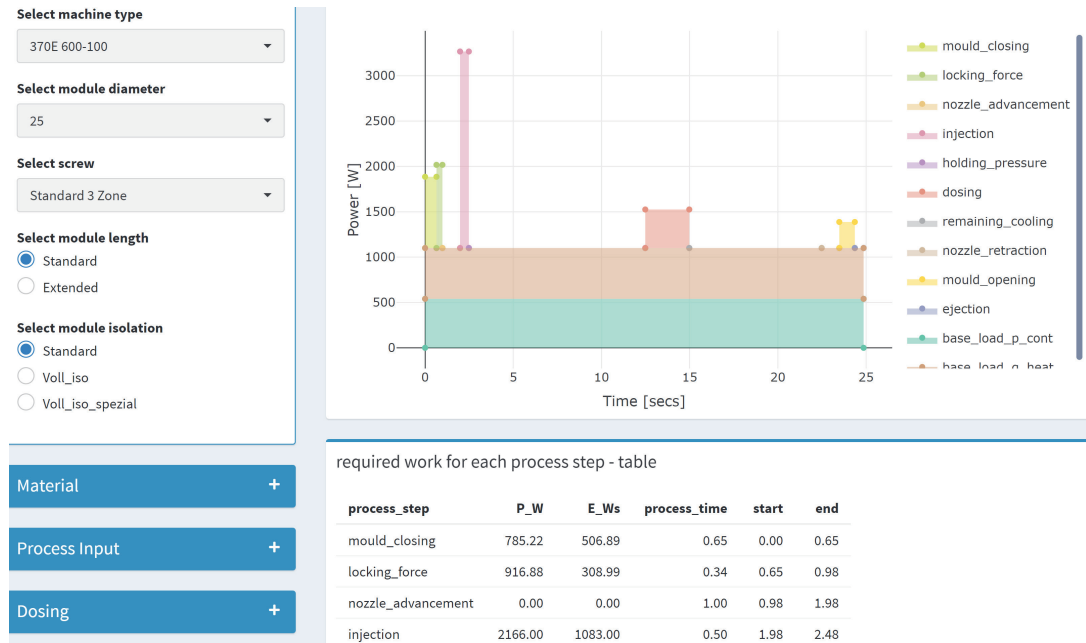 Select machine type
370E 600-100
Select module diameter
25
Select screw
Standard 3 Zone
Select module length
Standard
Extended
Select module isolation
Standard
Voll_iso
Voll_iso_spezial
Material +
Process Input +
Dosing +
Power [W]
3000
2500
2000
1500
1000
500
0
0 5 10 15 20 25
Time [secs]
mould_closing
locking_force
nozzle_advancement
injection
holding_pressure
dosing
remaining_cooling
nozzle_retraction
mould_opening
ejection
base_load_p_cont
base_load_q_heat
required work for each process step - table
process_step P_W E_Ws process_time start end
mould_closing 785.22 506.89 0.65 0.00 0.65
locking_force 916.88 308.99 0.34 0.65 0.98
nozzle_advancement 0.00 0.00 1.00 0.98 1.98
injection 2166.00 1083.00 0.50 1.98 2.48